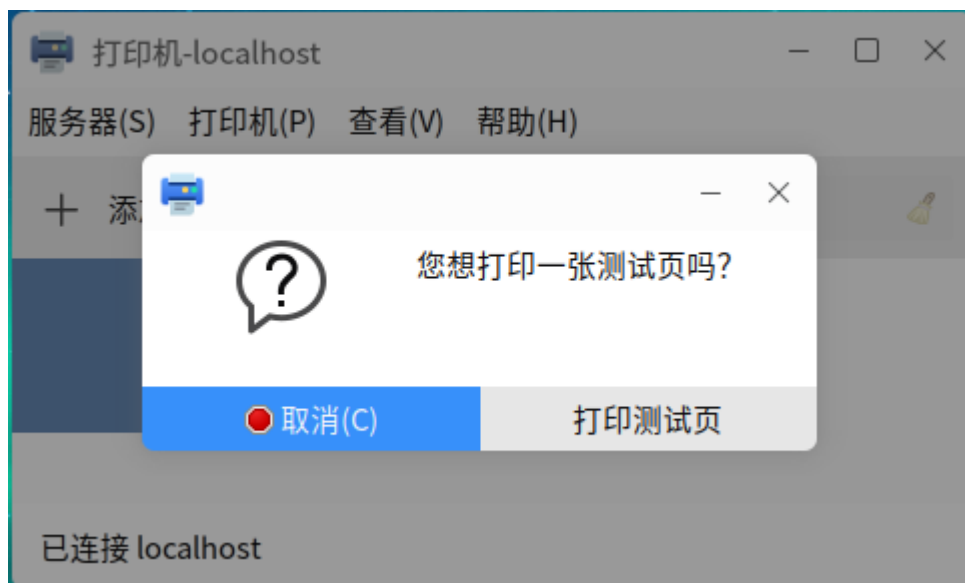 打印机-localhost
服务器(S) 打印机(P) 查看(V) 帮助(H)
添
您想打印一张测试页吗?
取消(C) 打印测试页
已连接 localhost